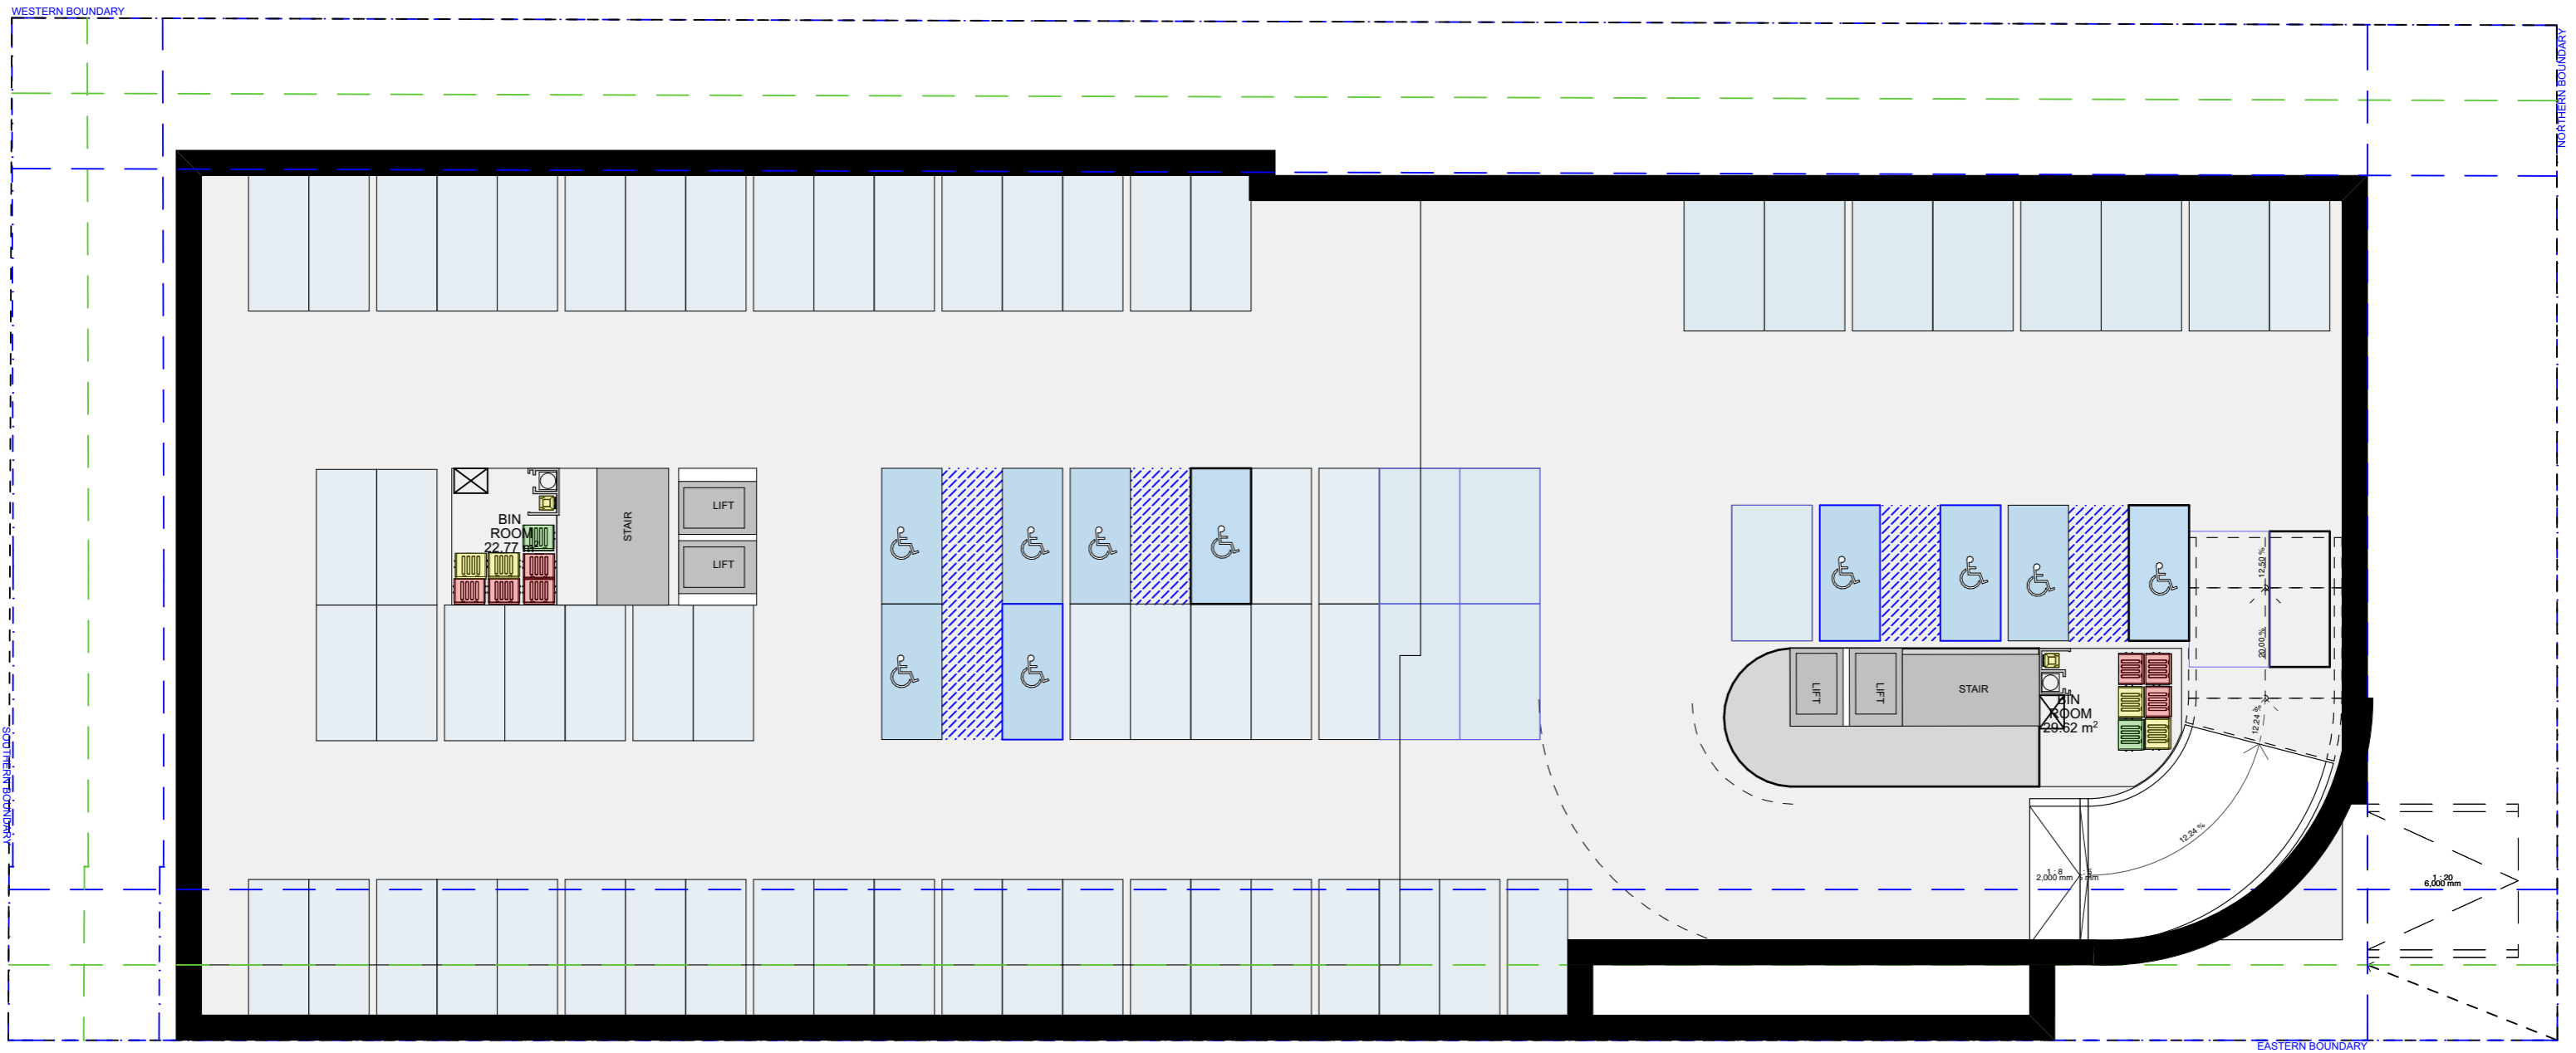 WESTERN BOUNDARY
NORTHERN BOUNDARY
BIN
ROOM
22.77 m²
STAIR
LIFT
LIFT
12.50 %
20.00 %
12.24 %
LIFT
LIFT
STAIR
BIN
ROOM
29.62 m²
12.24 %
1 : 8
2,000 mm
1 : 20
6,000 mm
SOUTHERN BOUNDARY
EASTERN BOUNDARY